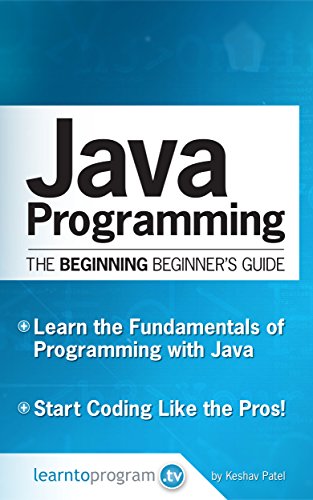 Java
Programming
THE BEGINNING BEGINNER'S GUIDE
Learn the Fundamentals of
Programming with Java
Start Coding Like the Pros!
learntoprogram.tv
by Keshav Patel